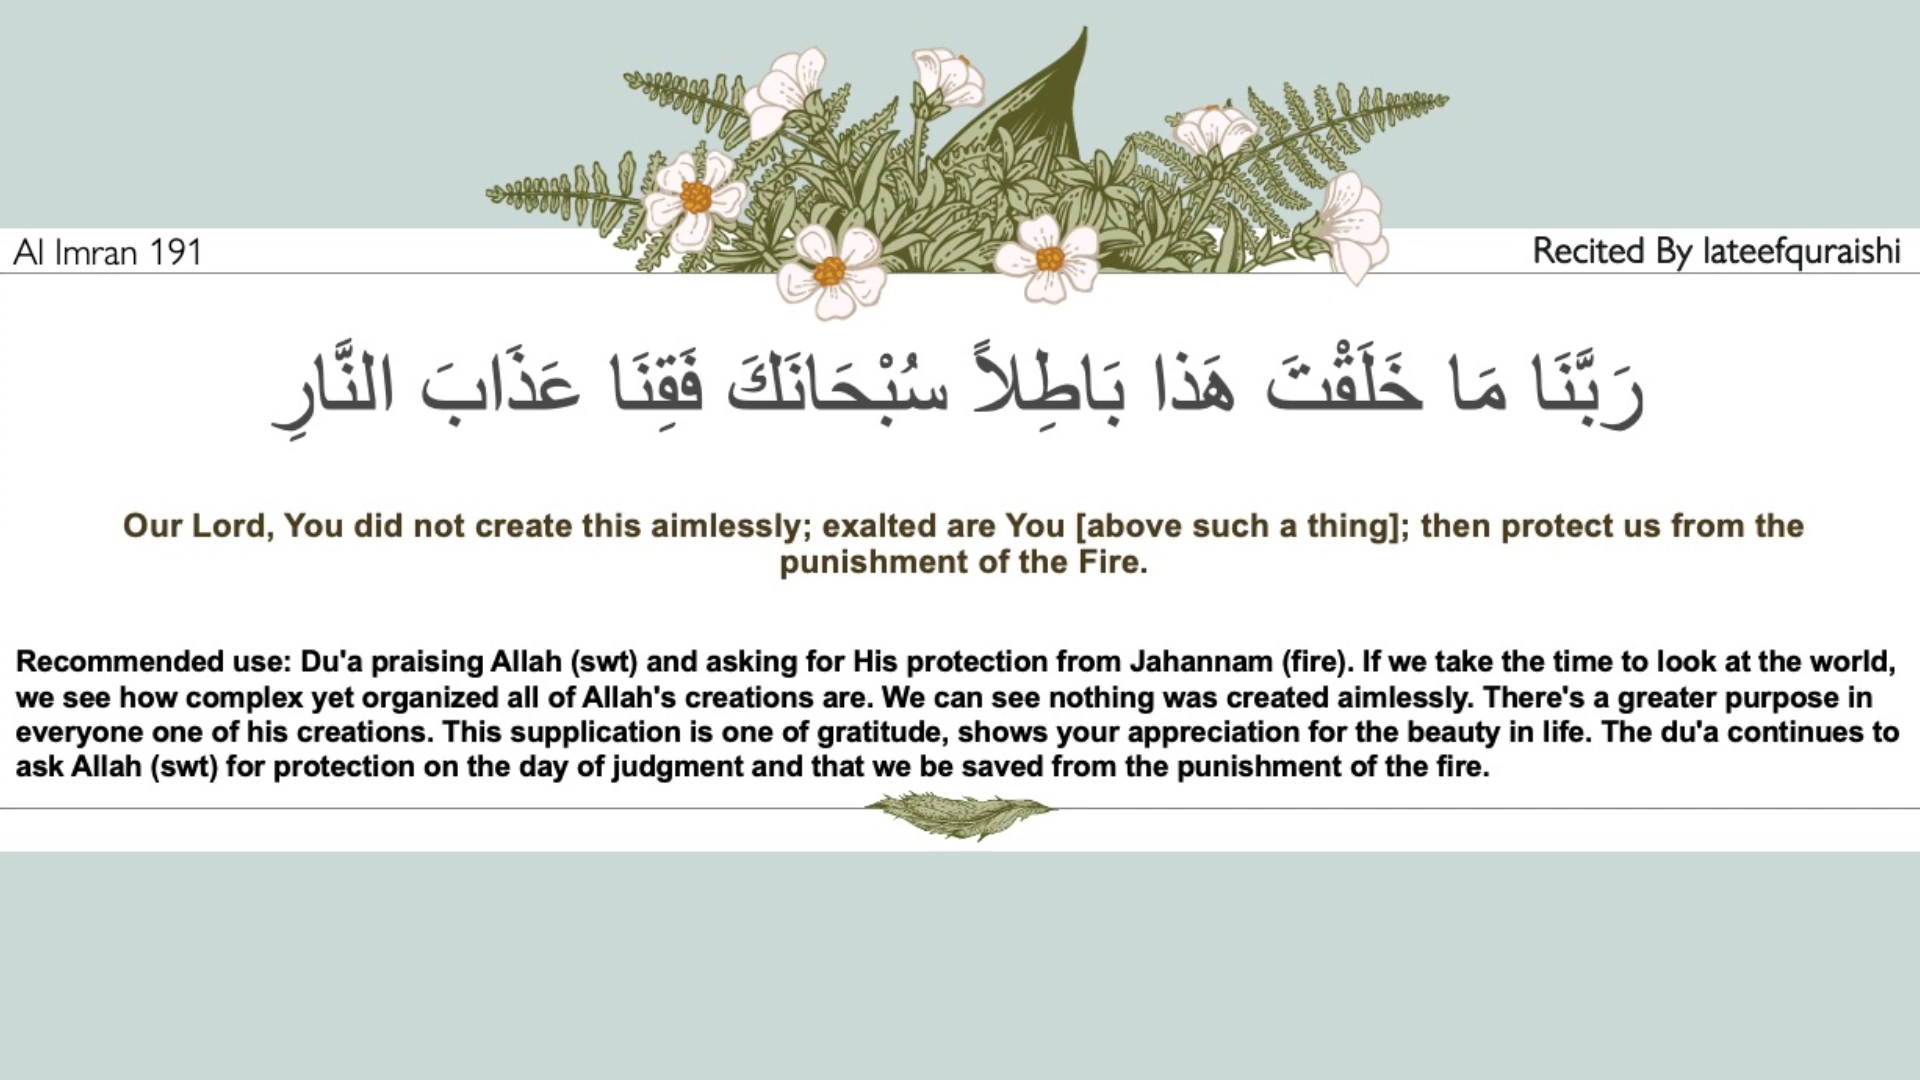 Al Imran 191
Recited By lateefquraishi
رَبَّنَا مَا خَلَقْتَ هَذا بَاطِلاً سُبْحَانَكَ فَقِنَا عَذَابَ النَّارِ
Our Lord, You did not create this aimlessly; exalted are You [above such a thing]; then protect us from the
punishment of the Fire.
Recommended use: Du'a praising Allah (swt) and asking for His protection from Jahannam (fire). If we take the time to look at the world,
we see how complex yet organized all of Allah's creations are. We can see nothing was created aimlessly. There's a greater purpose in
everyone one of his creations. This supplication is one of gratitude, shows your appreciation for the beauty in life. The du'a continues to
ask Allah (swt) for protection on the day of judgment and that we be saved from the punishment of the fire.